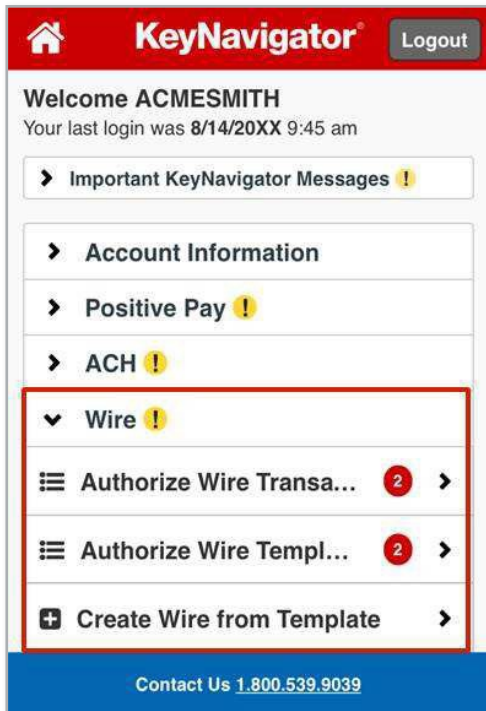 KeyNavigator
Logout
Welcome ACMESMITH
Your last login was 8/14/20XX 9:45 am
Important KeyNavigator Messages !
Account Information
Positive Pay !
ACH !
Wire !
Authorize Wire Transa... 2
Authorize Wire Templ... 2
Create Wire from Template
Contact Us 1.800.539.9039